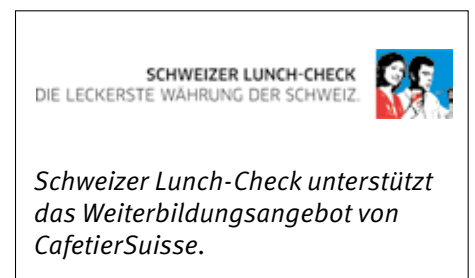 SCHWEIZER LUNCH-CHECK
DIE LECKERSTE WÄHRUNG DER SCHWEIZ.
Schweizer Lunch-Check unterstützt
das Weiterbildungsangebot von
CafetierSuisse.